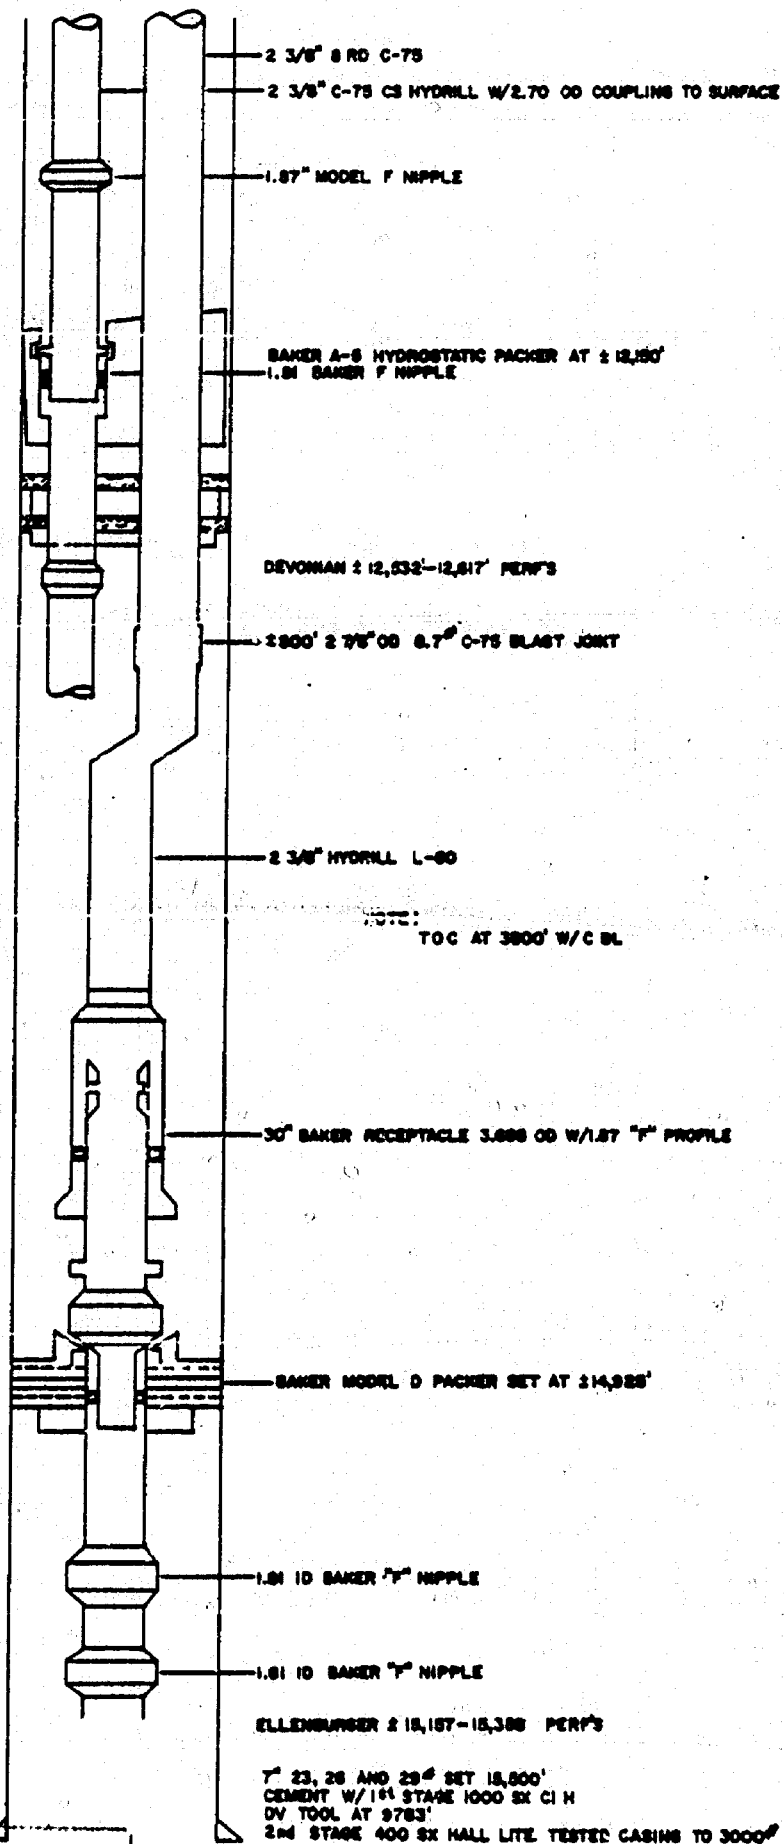 2 3/8" 8 RD C-75
2 3/8" C-75 CS HYDRILL W/2.70 OD COUPLING TO SURFACE
1.87" MODEL F NIPPLE
BAKER A-5 HYDROSTATIC PACKER AT ± 12,150'
1.81 BAKER F NIPPLE
DEVONIAN ± 12,532'-12,617' PERF'S
±800' 2 7/8" OD 8.7# C-75 BLAST JOINT
2 3/8" HYDRILL L-80
NOTE:
TOC AT 3800' W/C BL
30" BAKER RECEPTACLE 3.688 OD W/1.87 "F" PROFILE
BAKER MODEL D PACKER SET AT ±14,925'
1.81 ID BAKER "F" NIPPLE
1.81 ID BAKER "F" NIPPLE
ELLENBURGER ± 15,157-15,388 PERF'S
7" 23, 26 AND 29# SET 15,500'
CEMENT W/ 1st STAGE 1000 SX Cl H
DV TOOL AT 9783'
2nd STAGE 400 SX HALL LITE TESTED CASING TO 3000#